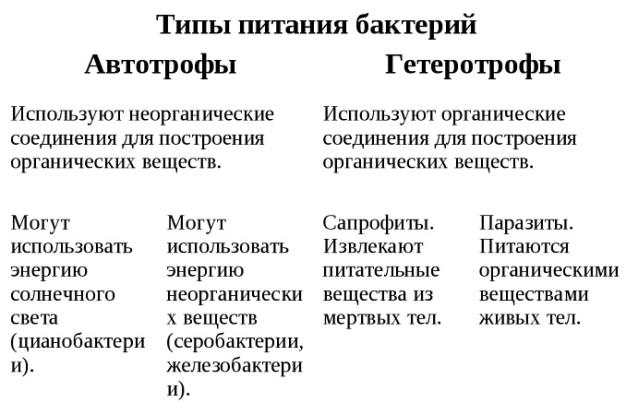 Типы питания бактерий
Автотрофы
Гетеротрофы
Используют неорганические
соединения для построения
органических веществ.
Используют органические
соединения для построения
органических веществ.
Могут
использовать
энергию
солнечного
света
(цианобактери
и).
Могут
использовать
энергию
неорганически
х веществ
(серобактерии,
железобактери
и).
Сапрофиты.
Извлекают
питательные
вещества из
мертвых тел.
Паразиты.
Питаются
органическими
веществами
живых тел.